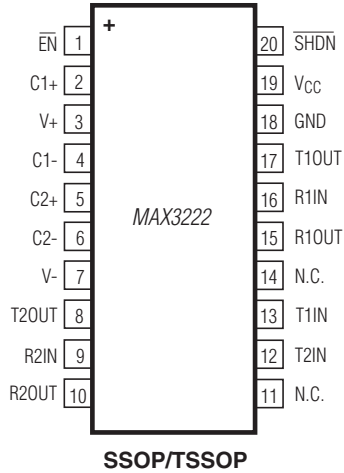 +
EN 1
20 SHDN
C1+ 2
19 VCC
V+ 3
18 GND
C1- 4
17 T1OUT
C2+ 5
16 R1IN
MAX3222
C2- 6
15 R1OUT
V- 7
14 N.C.
T2OUT 8
13 T1IN
R2IN 9
12 T2IN
R2OUT 10
11 N.C.
SSOP/TSSOP